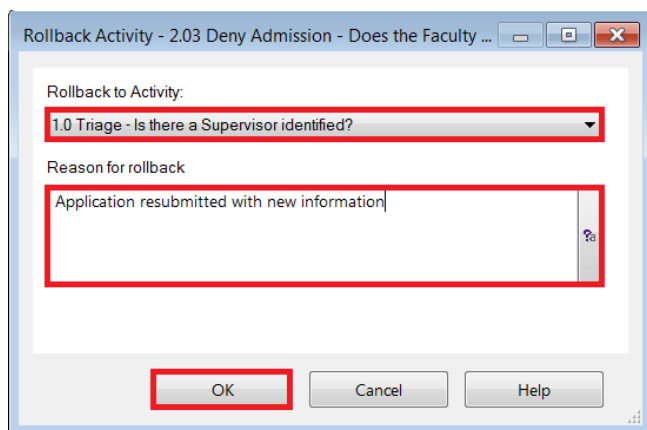 Rollback Activity - 2.03 Deny Admission - Does the Faculty ...
Rollback to Activity:
1.0 Triage - Is there a Supervisor identified?
Reason for rollback
Application resubmitted with new information
?a
OK
Cancel
Help